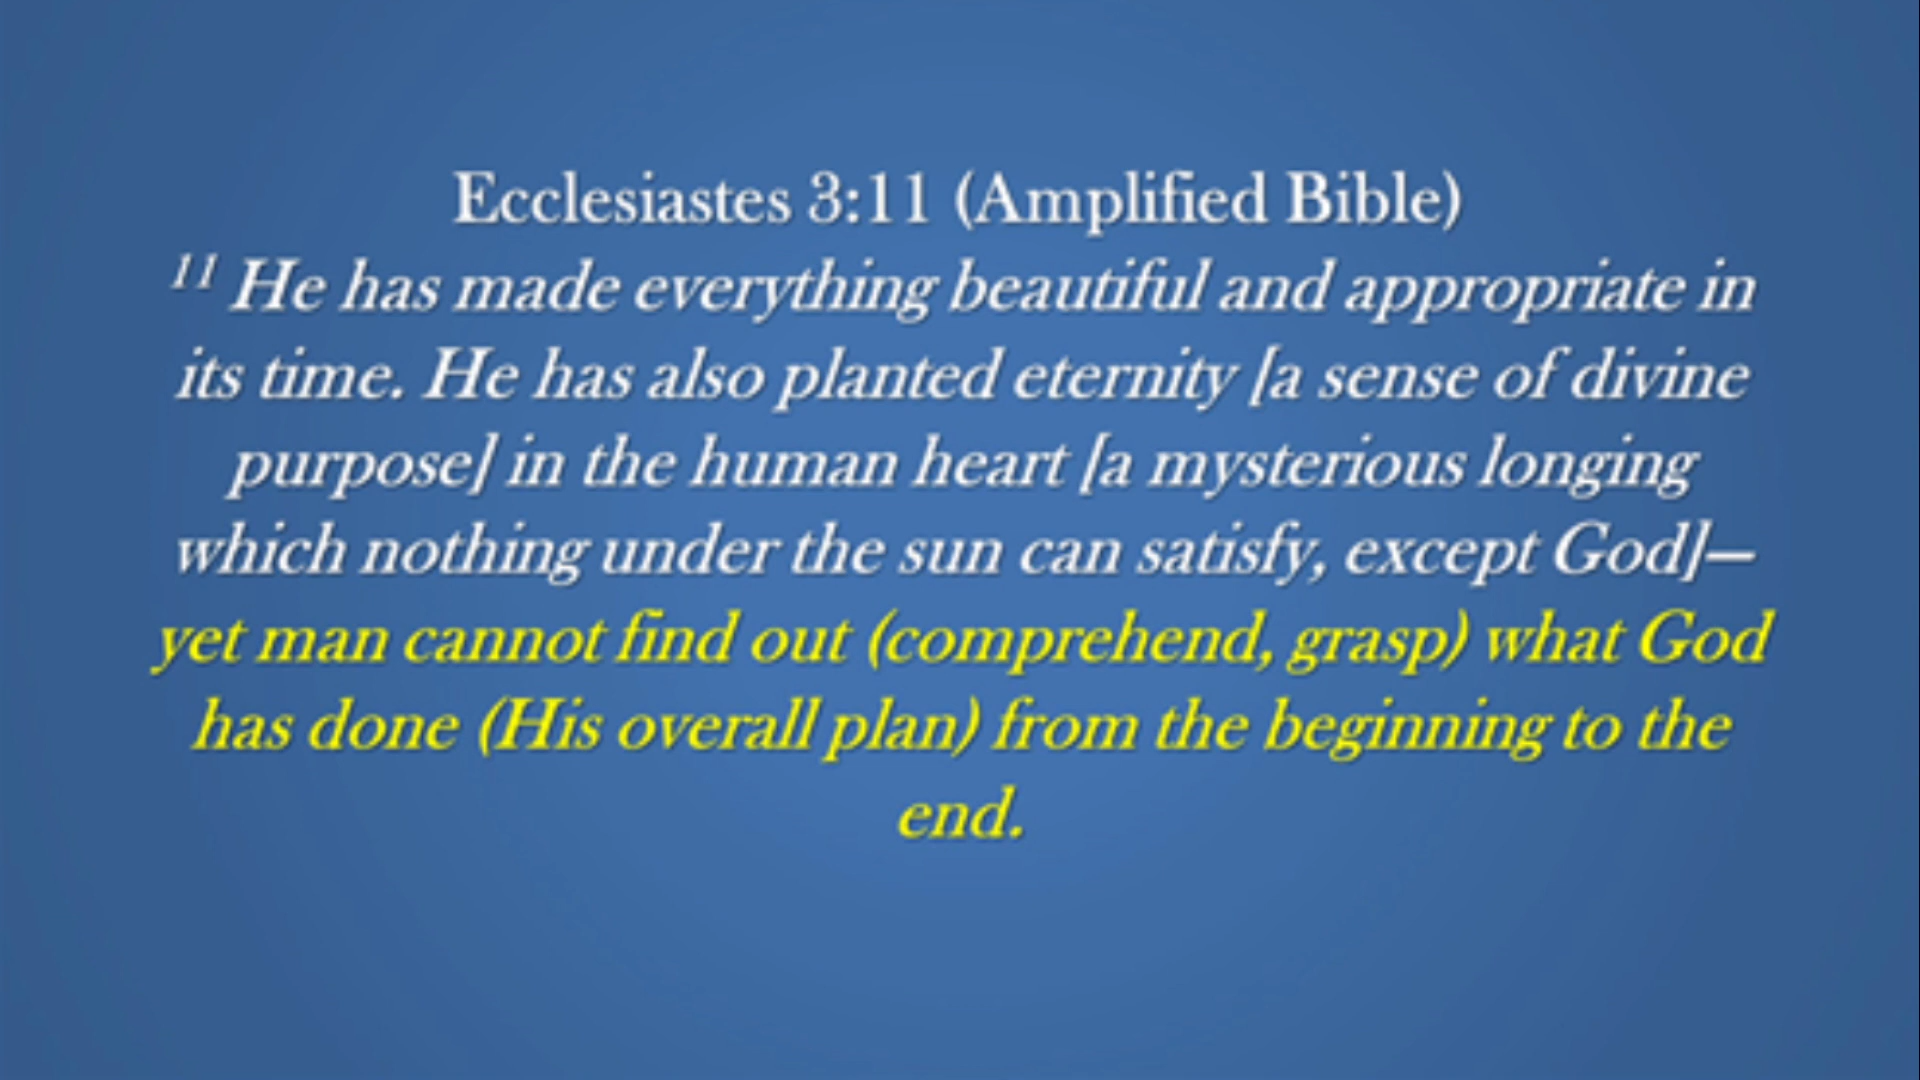 Ecclesiastes 3:11 (Amplified Bible)
11 He has made everything beautiful and appropriate in
its time. He has also planted eternity [a sense of divine
purpose] in the human heart [a mysterious longing
which nothing under the sun can satisfy, except God]—
yet man cannot find out (comprehend, grasp) what God
has done (His overall plan) from the beginning to the
end.